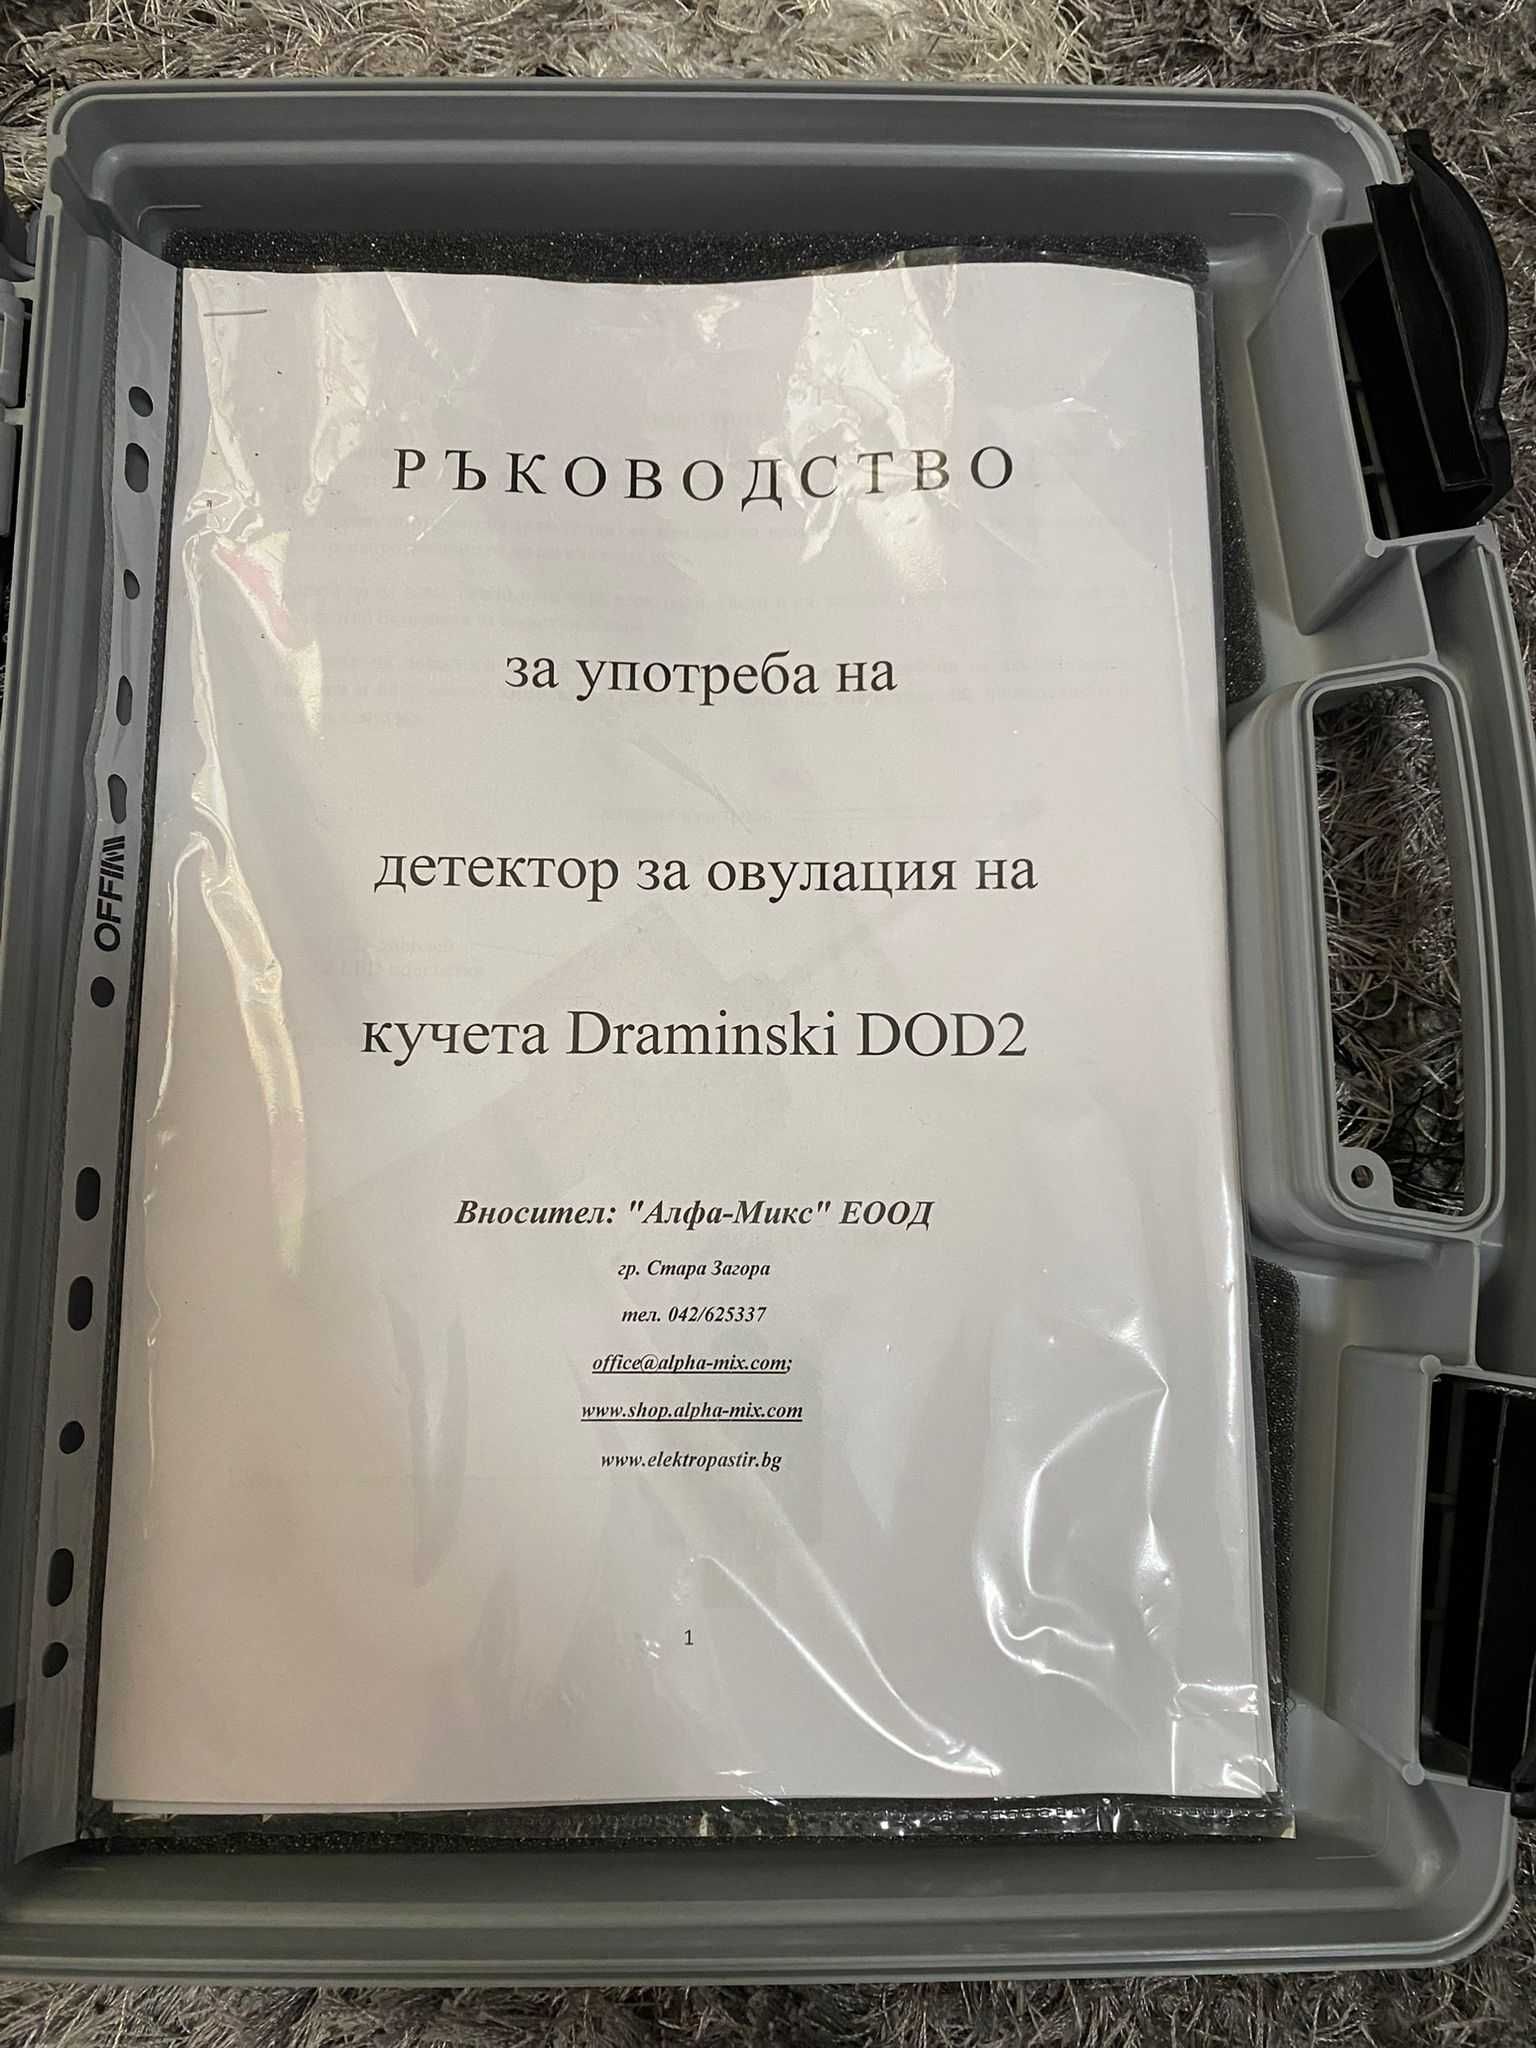 РЪКОВОДСТВО
за употреба на
детектор за овулация на
кучета Draminski DOD2
Вносител: "Алфа-Микс" ЕООД
гр. Стара Загора
тел. 042/625337
office@alpha-mix.com;
www.shop.alpha-mix.com
www.elektropastir.bg
1
OFFIM